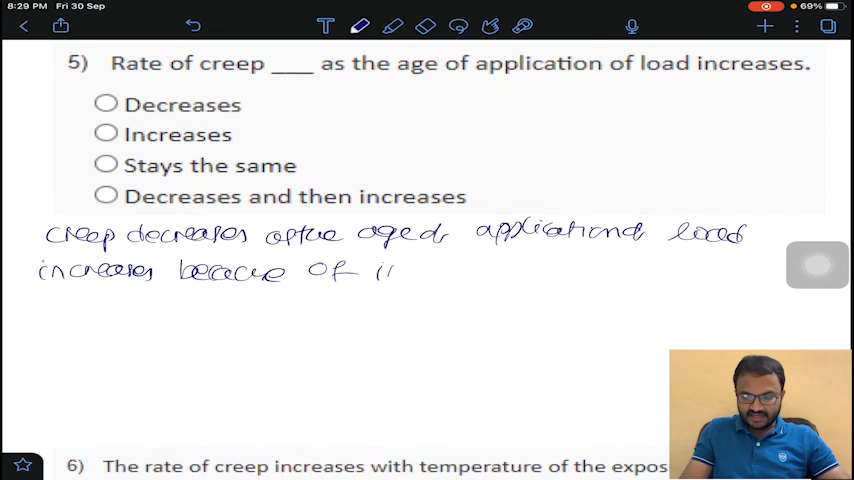 8:29 PM Fri 30 Sep
69%
5) Rate of creep ___ as the age of application of load increases.
Decreases
Increases
Stays the same
Decreases and then increases
creep decreases as the age of application of load
increases because of i
6) The rate of creep increases with temperature of the expos